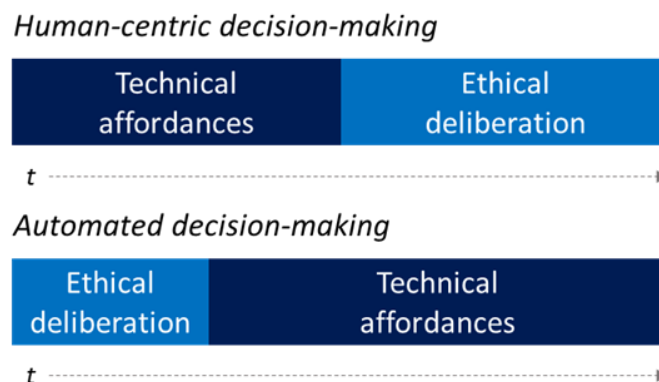 Human-centric decision-making
Technical Ethical
affordances deliberation
t
Automated decision-making
Ethical Technical
deliberation affordances
t